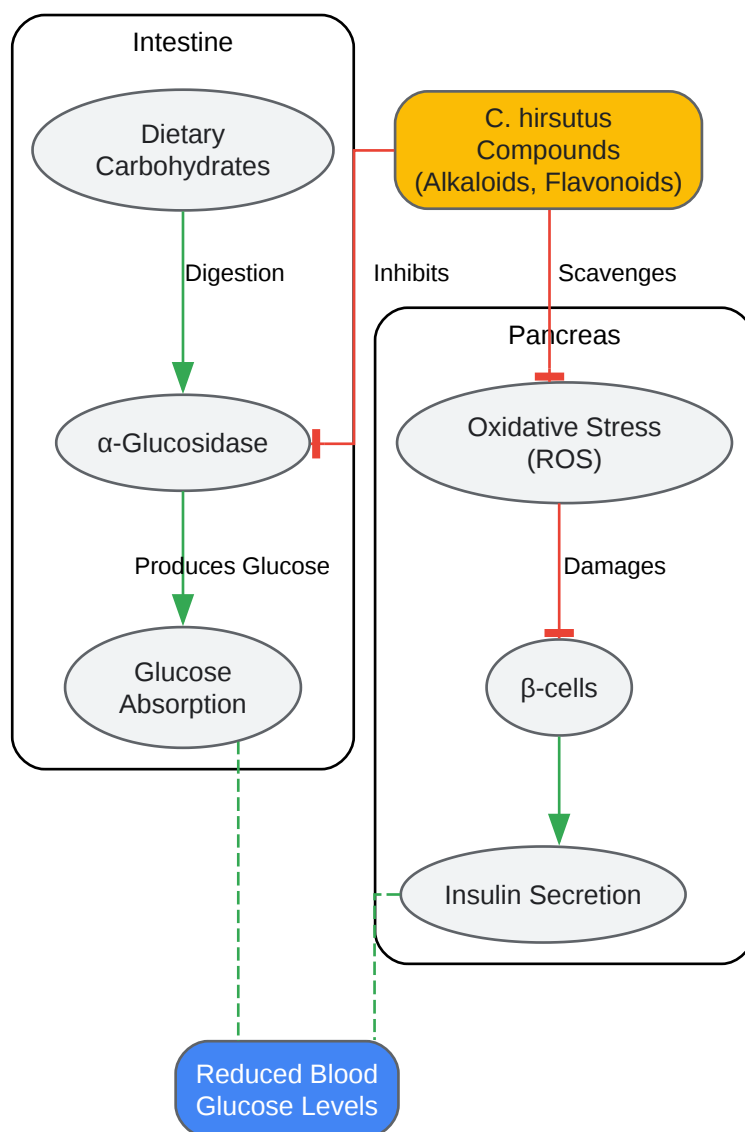 Intestine
Dietary
Carbohydrates
C. hirsutus
Compounds
(Alkaloids, Flavonoids)
Digestion
Inhibits
Scavenges
Pancreas
α-Glucosidase
Oxidative Stress
(ROS)
Produces Glucose
Damages
Glucose
Absorption
β-cells
Insulin Secretion
Reduced Blood
Glucose Levels